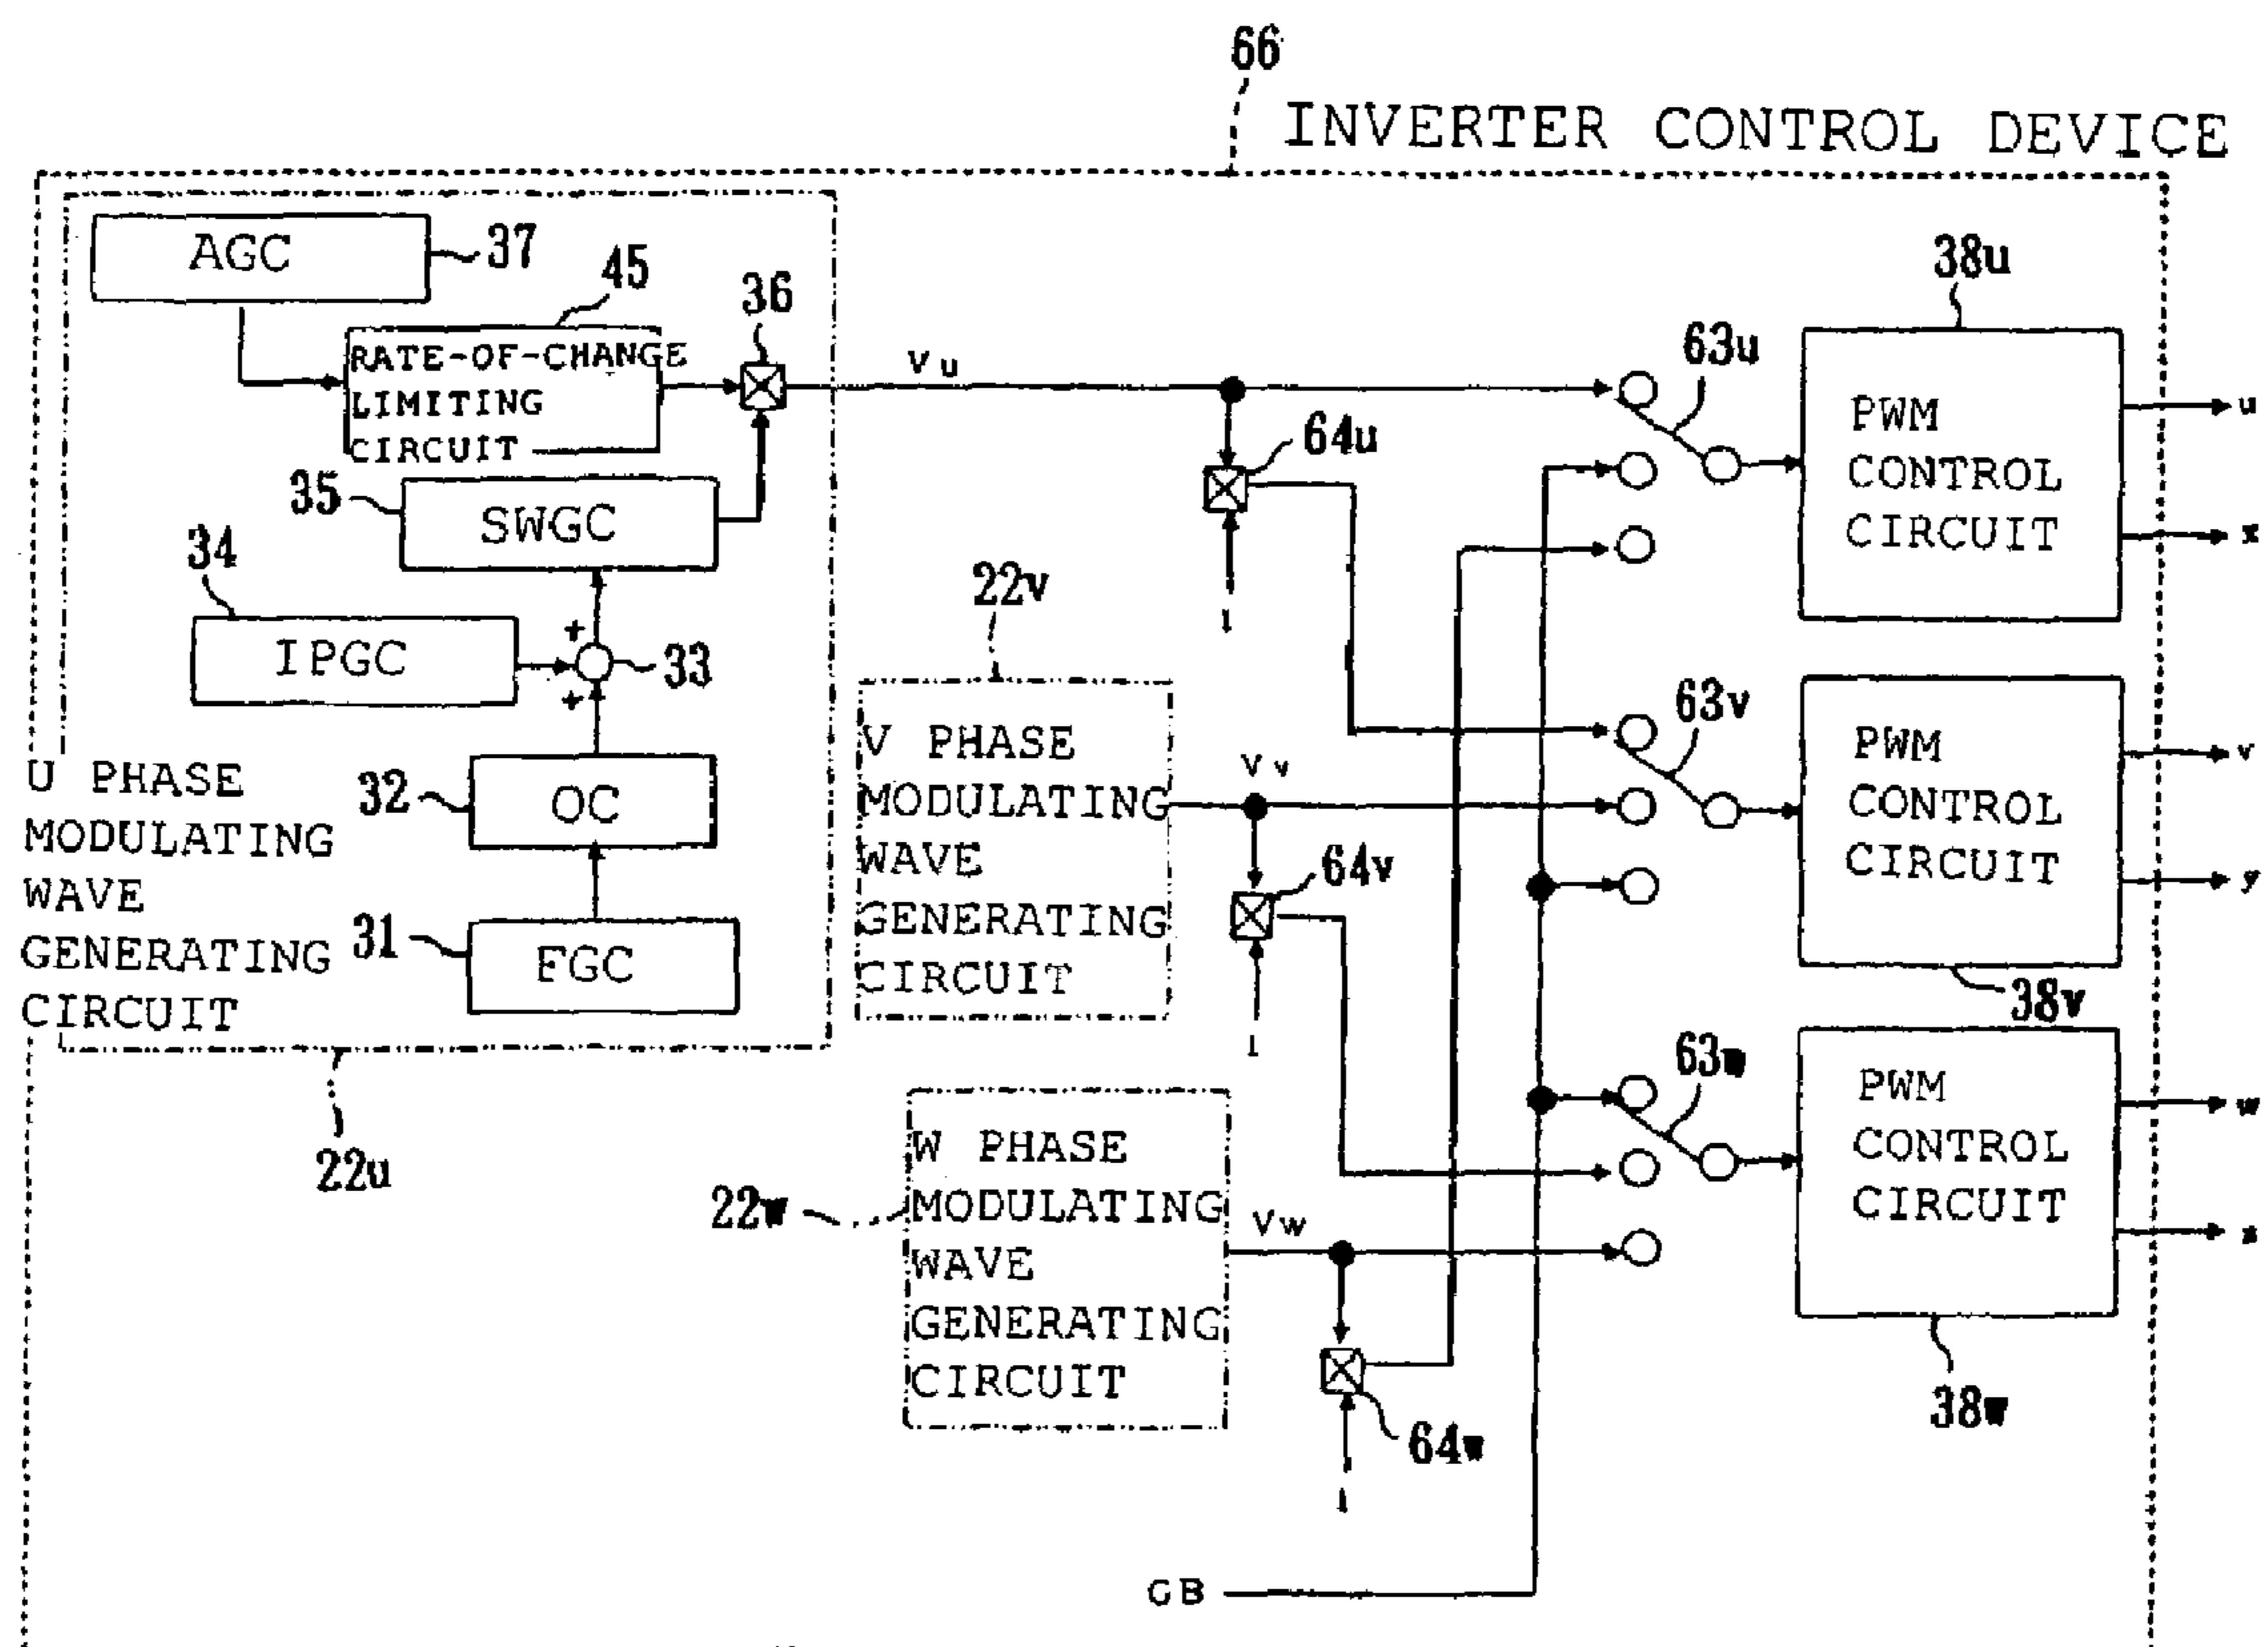 66
INVERTER CONTROL DEVICE
AGC
37
45
36
RATE-OF-CHANGE
LIMITING
CIRCUIT
35
SWGC
34
IPGC
+
+
33
32
OC
31
FGC
U PHASE
MODULATING
WAVE
GENERATING
CIRCUIT
22u
Vu
64u
63u
38u
PWM
CONTROL
CIRCUIT
u
x
22v
V PHASE
MODULATING
WAVE
GENERATING
CIRCUIT
Vv
64v
63v
PWM
CONTROL
CIRCUIT
v
y
38v
22w
W PHASE
MODULATING
WAVE
GENERATING
CIRCUIT
Vw
64w
63w
PWM
CONTROL
CIRCUIT
w
z
38w
GB